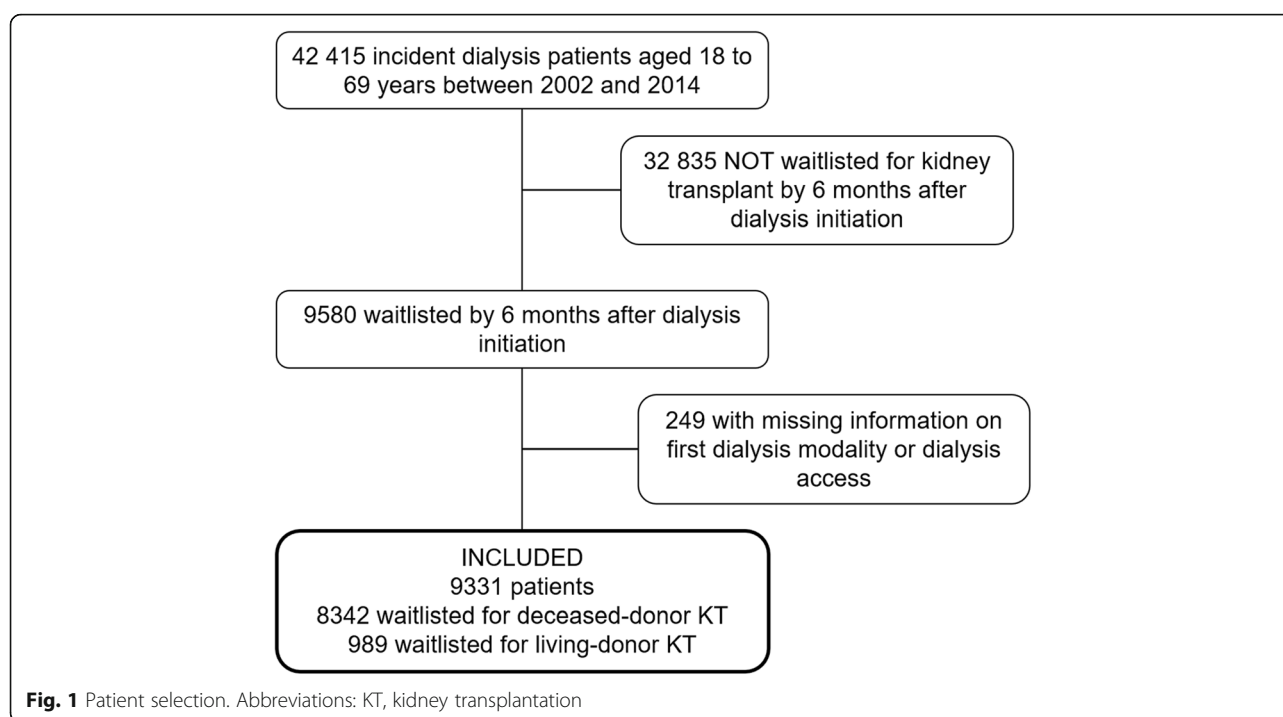 42 415 incident dialysis patients aged 18 to
69 years between 2002 and 2014
32 835 NOT waitlisted for kidney
transplant by 6 months after
dialysis initiation
9580 waitlisted by 6 months after dialysis
initiation
249 with missing information on
first dialysis modality or dialysis
access
INCLUDED
9331 patients
8342 waitlisted for deceased-donor KT
989 waitlisted for living-donor KT
Fig. 1 Patient selection. Abbreviations: KT, kidney transplantation